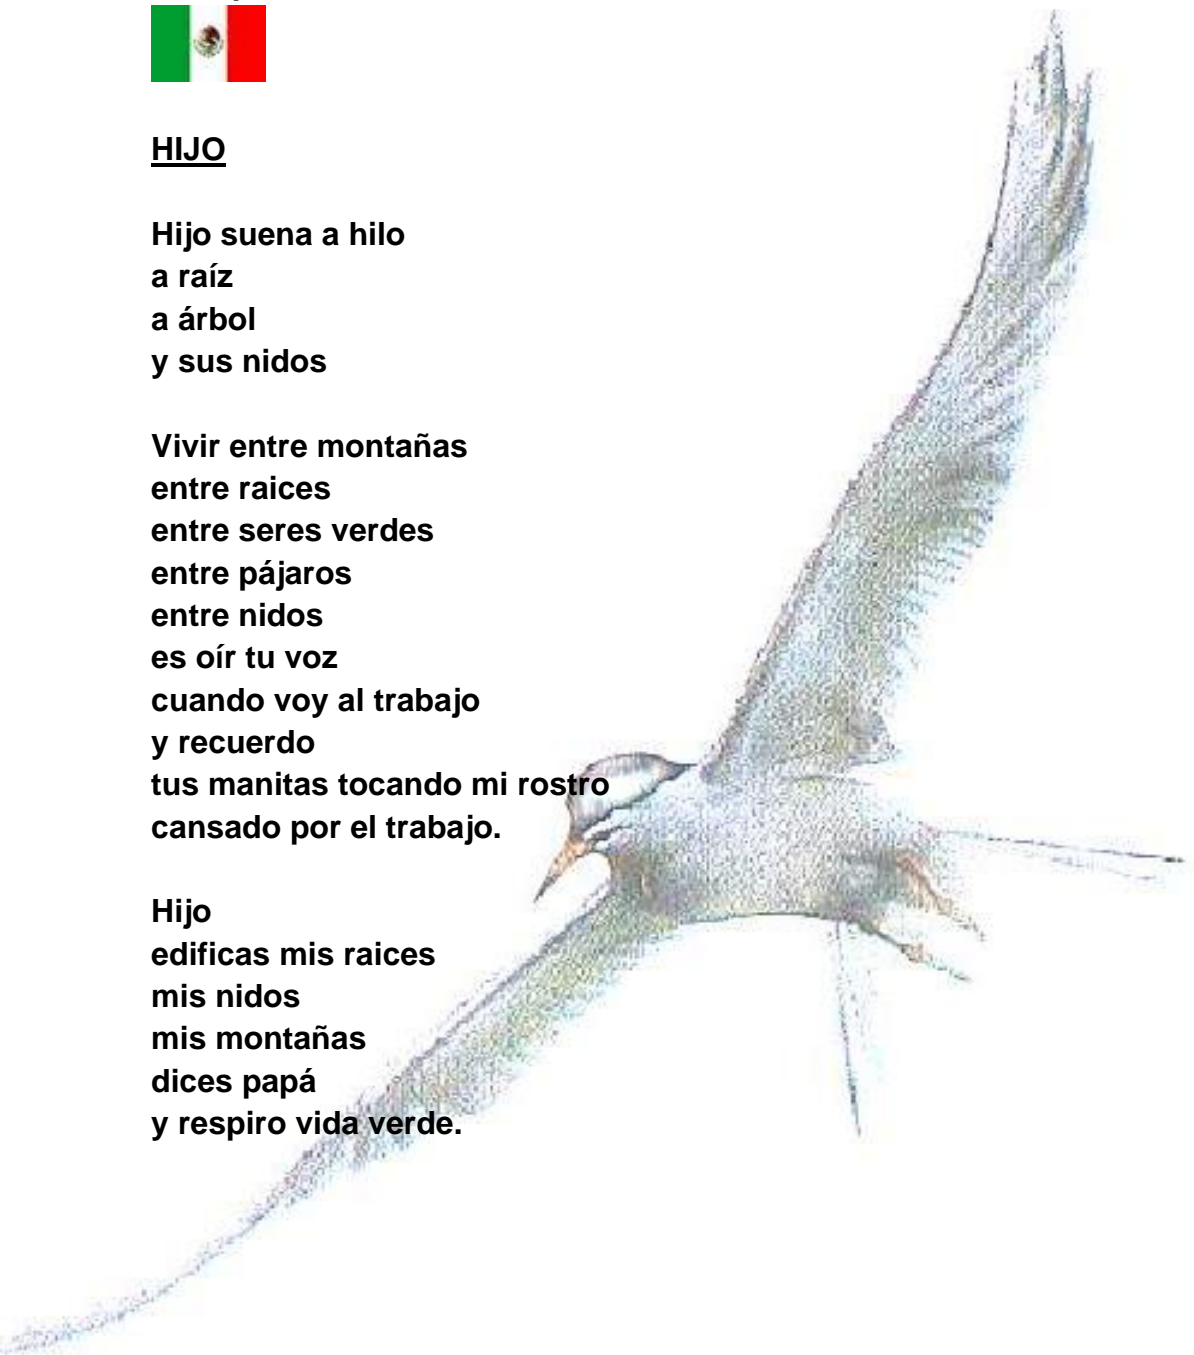 HIJO
Hijo suena a hilo
a raíz
a árbol
y sus nidos
Vivir entre montañas
entre raices
entre seres verdes
entre pájaros
entre nidos
es oír tu voz
cuando voy al trabajo
y recuerdo
tus manitas tocando mi rostro
cansado por el trabajo.
Hijo
edificas mis raices
mis nidos
mis montañas
dices papá
y respiro vida verde.